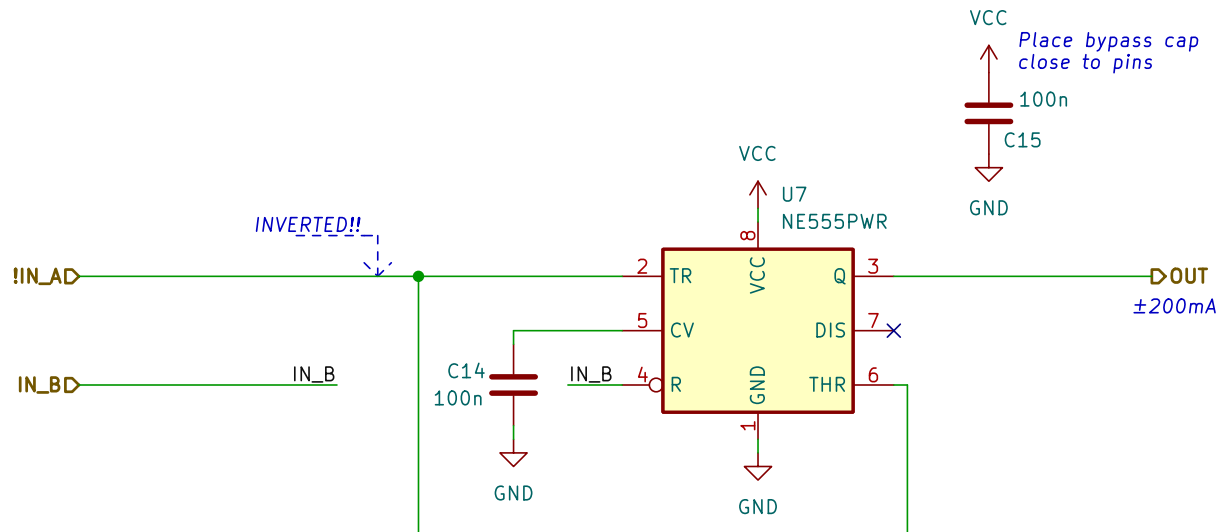 VCC
Place bypass cap
close to pins
100n
C15
GND
VCC
U7
NE555PWR
INVERTED!!
8
!IN_A
2
TR
VCC
Q
3
OUT
±200mA
5
CV
DIS
7
IN_B
IN_B
C14
100n
IN_B
4
R
GND
THR
6
1
GND
GND